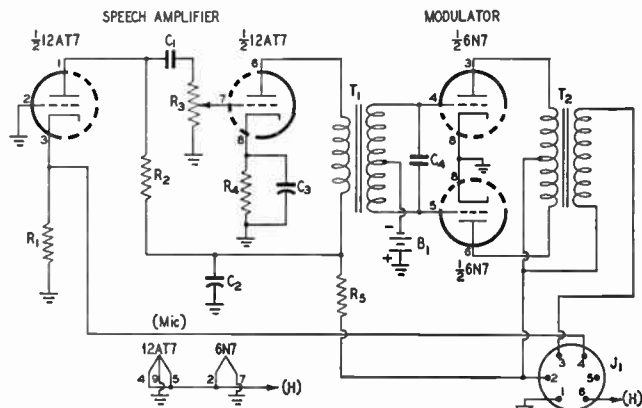 SPEECH AMPLIFIER
MODULATOR
½12AT7
C1
½12AT7
½6N7
1
6
3
2
R3
7
T1
4
T2
3
8
8
R2
R4
C3
C4
8
R1
5
- B1
+
6
½6N7
C2
R5
(Mic)
12AT7
6N7
3
4
J1
4
9
5
2
7
(H)
2
5
1
6
(H)